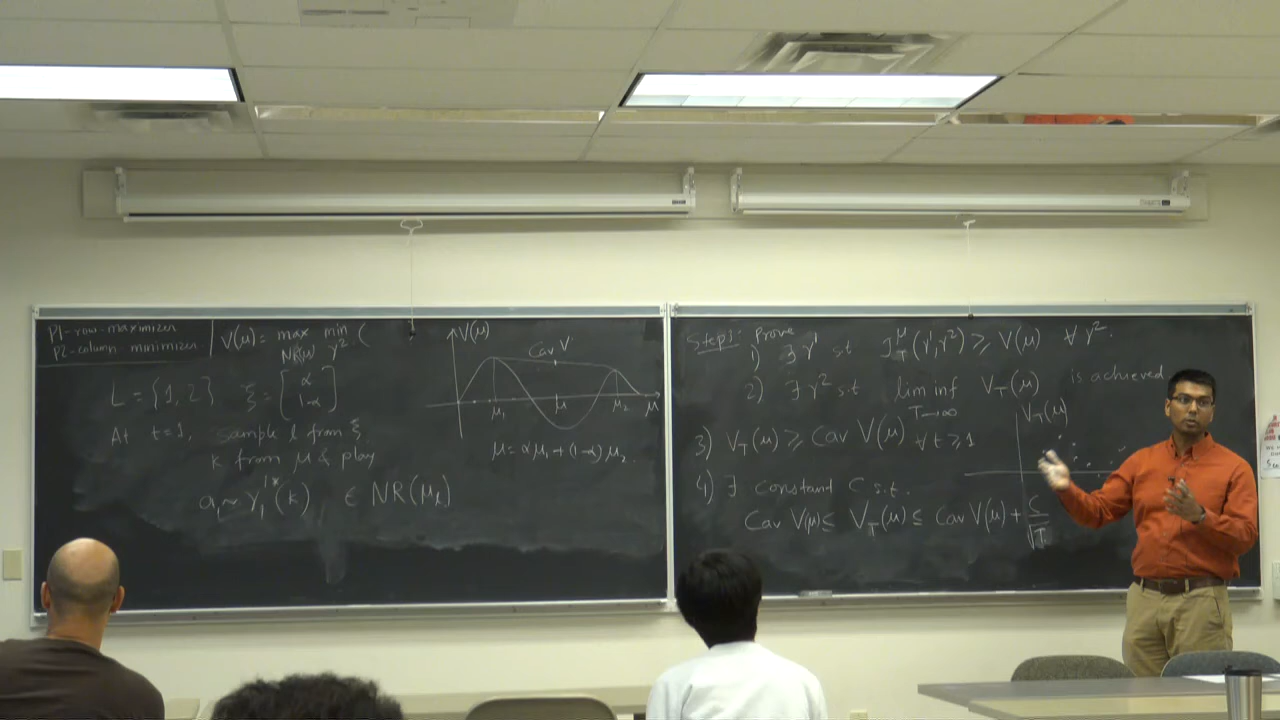 P1-row-maximizer
P2-column minimizer
V(μ) = max min (
NR(μ) γ².
L = {1, 2} ξ = [α 1-α]
At t=1, sample l from ξ.
k from μ & play
a₁ ~ γ₁^{l*}(k) ∈ NR(μ_l)
V(μ)
Cav V
μ₁ μ μ₂ μ
μ = αμ₁ + (1-α)μ₂.
Step 1: Prove
1) ∃ γ¹ s.t J_T^μ(γ¹, γ²) ⩾ V(μ) ∀ γ².
2) ∃ γ² s.t. lim inf V_T(μ) is achieved
T→∞
V_T(μ)
3) V_T(μ) ⩾ Cav V(μ) ∀ t ⩾ 1
4) ∃ constant C s.t.
Cav V(μ) ≤ V_T(μ) ≤ Cav V(μ) + C/√T